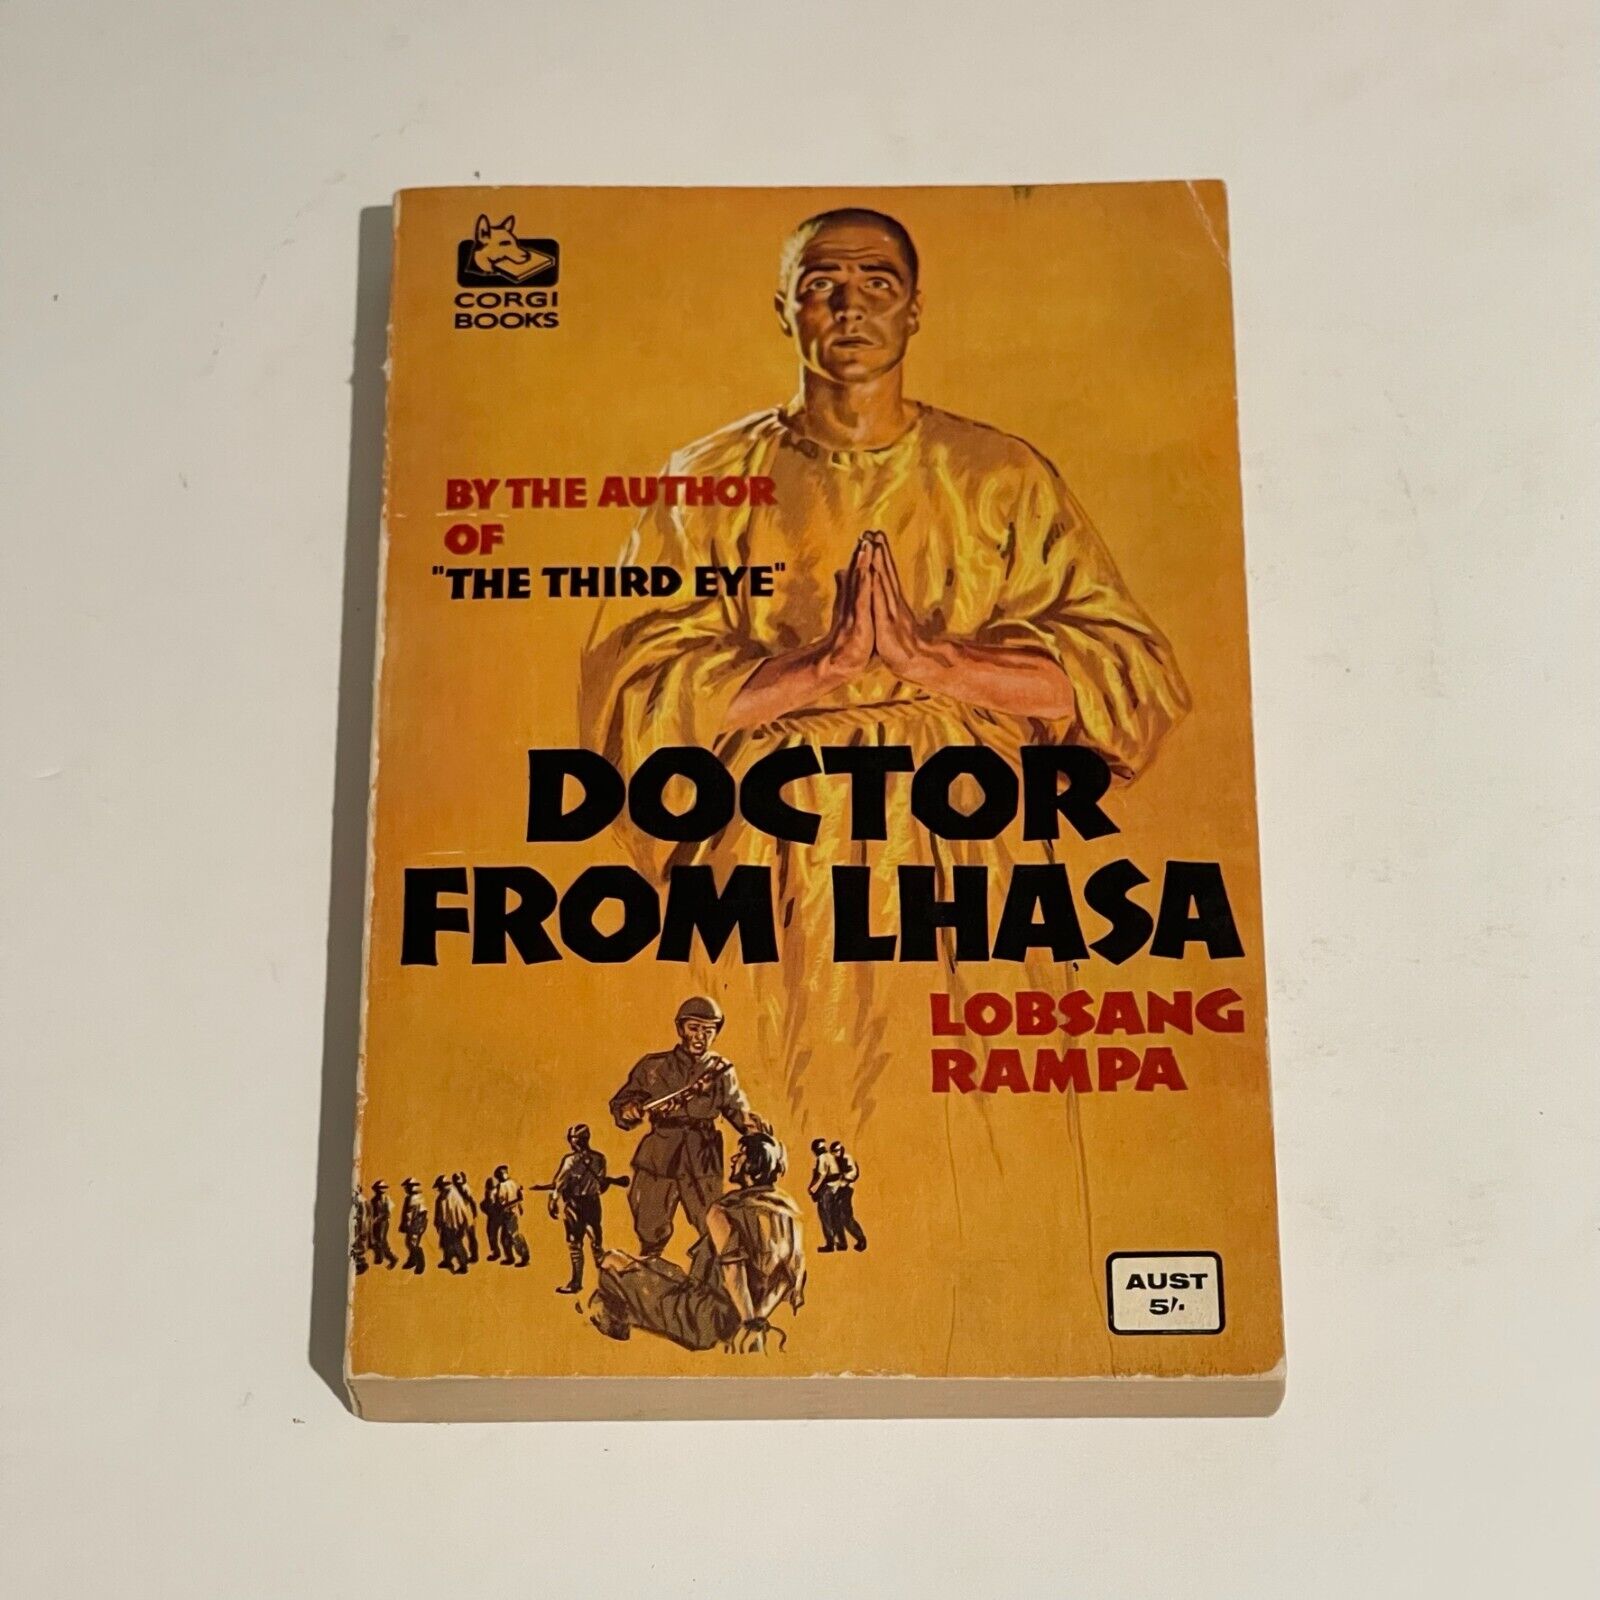 CORGI
BOOKS
BY THE AUTHOR
OF
"THE THIRD EYE"
DOCTOR
FROM LHASA
LOBSANG
RAMPA
AUST
5/-